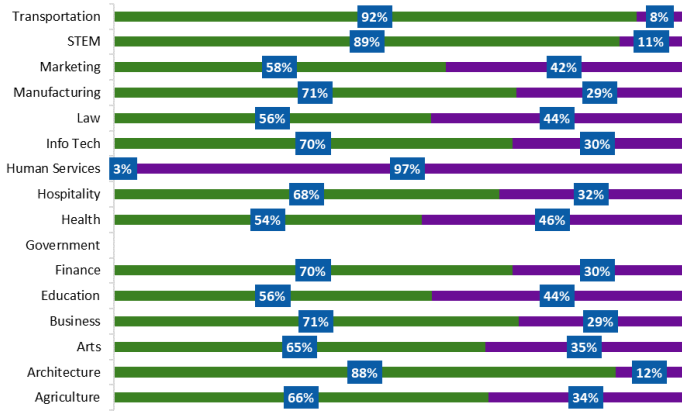 Transportation 92% 8%
STEM 89% 11%
Marketing 58% 42%
Manufacturing 71% 29%
Law 56% 44%
Info Tech 70% 30%
Human Services 3% 97%
Hospitality 68% 32%
Health 54% 46%
Government
Finance 70% 30%
Education 56% 44%
Business 71% 29%
Arts 65% 35%
Architecture 88% 12%
Agriculture 66% 34%